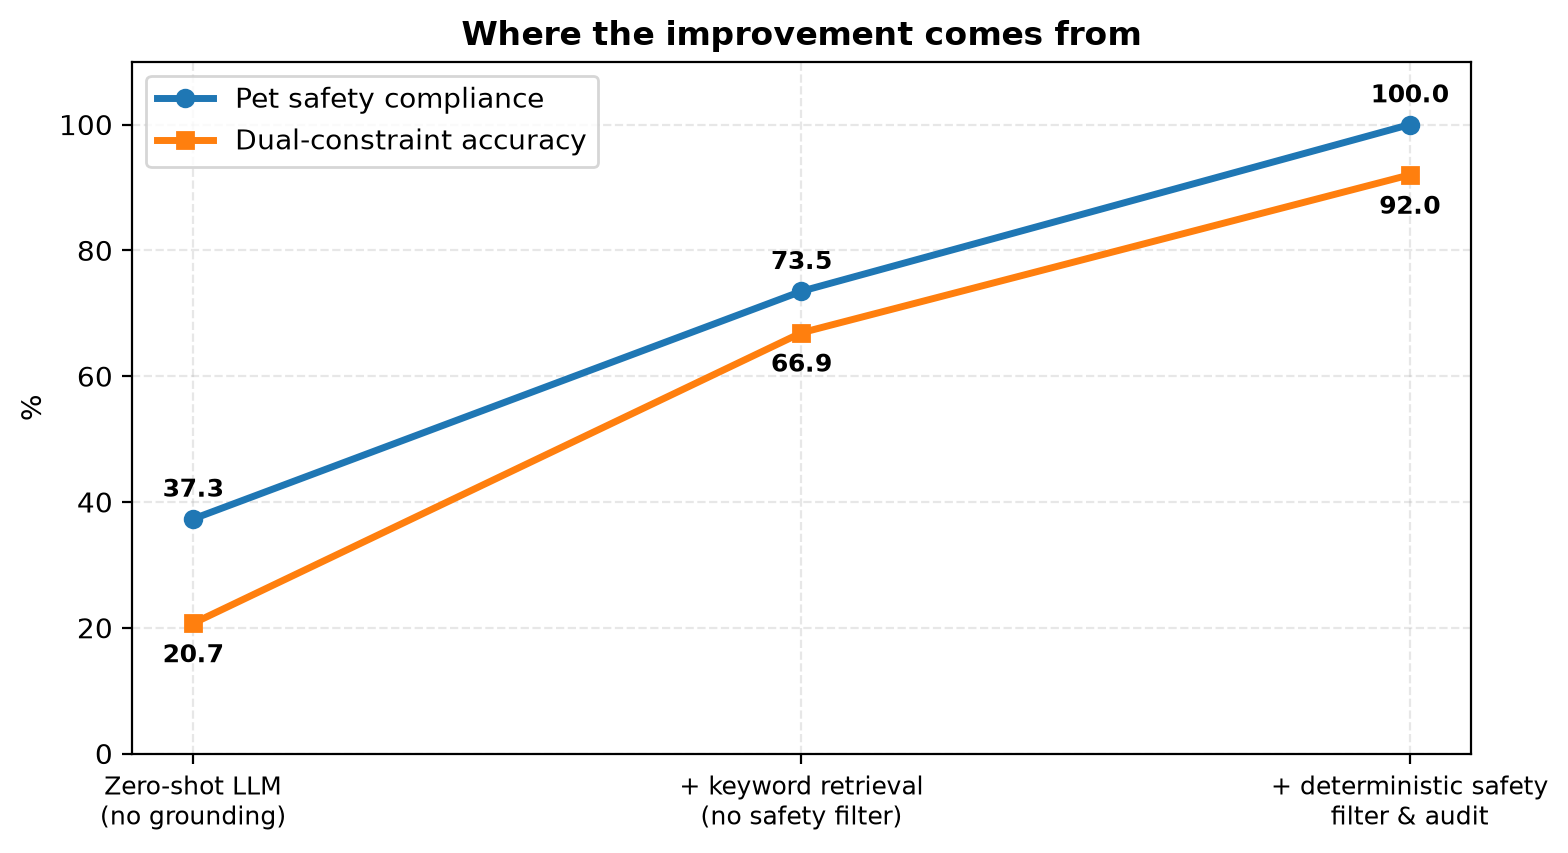 Where the improvement comes from
Pet safety compliance
Dual-constraint accuracy
100.0
92.0
73.5
66.9
37.3
20.7
%
100
80
60
40
20
0
Zero-shot LLM
(no grounding)
+ keyword retrieval
(no safety filter)
+ deterministic safety
filter & audit